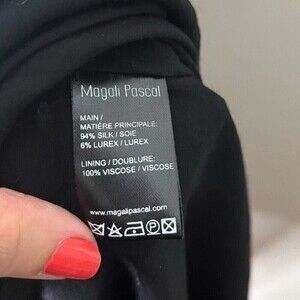 Magali Pascal
MAIN /
MATIÈRE PRINCIPALE:
94% SILK / SOIE
6% LUREX / LUREX
LINING / DOUBLURE:
100% VISCOSE / VISCOSE
www.magalipascal.com